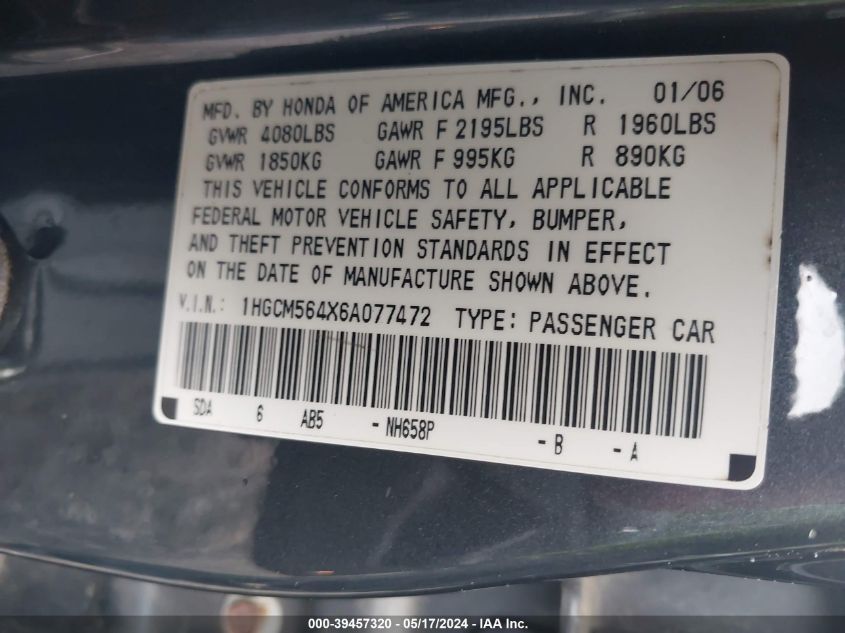 MFD. BY HONDA OF AMERICA MFG., INC. 01/06
GVWR 4080LBS GAWR F 2195LBS R 1960LBS
GVWR 1850KG GAWR F 995KG R 890KG
THIS VEHICLE CONFORMS TO ALL APPLICABLE
FEDERAL MOTOR VEHICLE SAFETY, BUMPER,
AND THEFT PREVENTION STANDARDS IN EFFECT
ON THE DATE OF MANUFACTURE SHOWN ABOVE.
V.I.N.: 1HGCM564X6A077472 TYPE: PASSENGER CAR
SDA 6 AB5 - NH658P - B - A
000-39457320 — 05/17/2024 — IAA Inc.